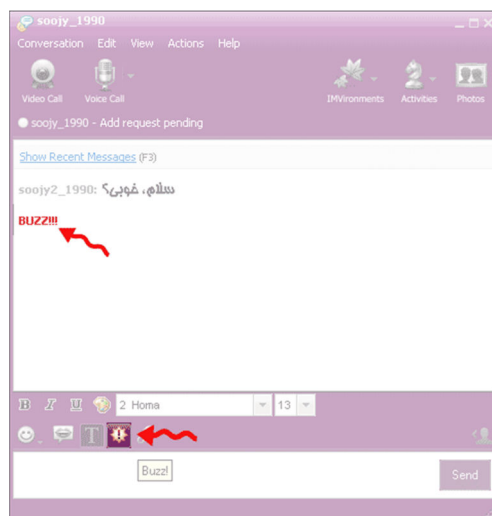 soojy_1990
Conversation Edit View Actions Help
Video Call Voice Call IMVironments Activities Photos
soojy_1990 - Add request pending
Show Recent Messages (F3)
soojy2_1990: سلام، خوبی؟
BUZZ!!!
B I U 2 Homa 13
T
Buzz!
Send